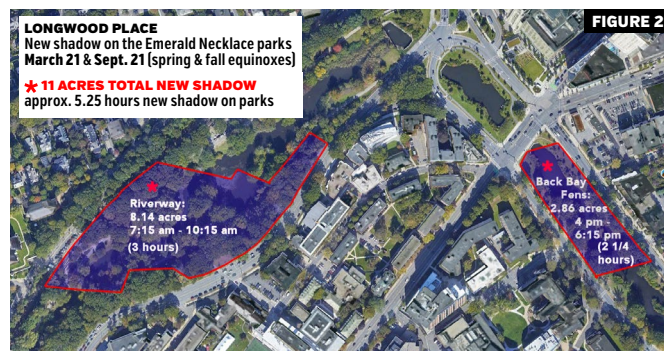 LONGWOOD PLACE
New shadow on the Emerald Necklace parks
March 21 & Sept. 21 (spring & fall equinoxes)
* 11 ACRES TOTAL NEW SHADOW
approx. 5.25 hours new shadow on parks
FIGURE 2
Riverway:
8.14 acres
7:15 am - 10:15 am
(3 hours)
Back Bay
Fens:
2.86 acres
4 pm -
6:15 pm
(2 1/4
hours)